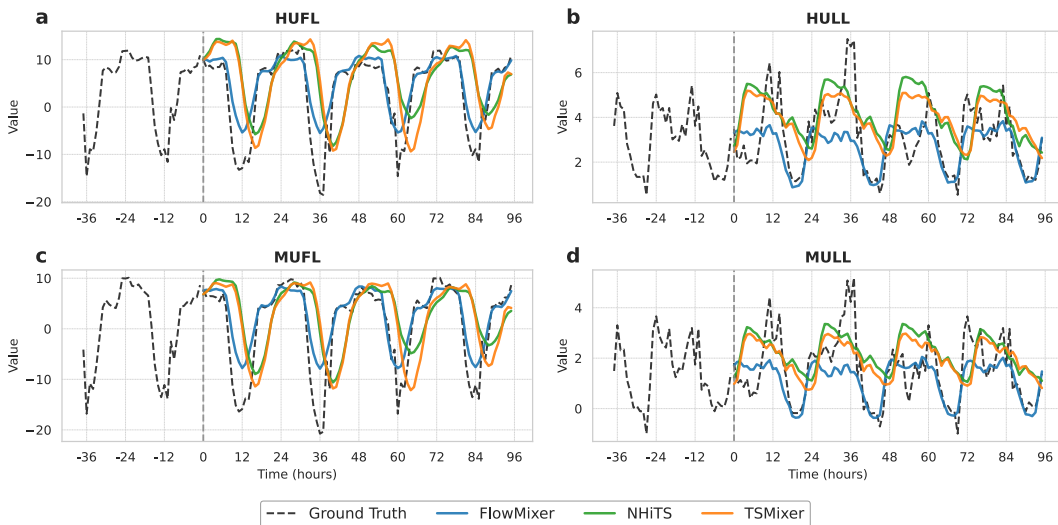 a
HUFL
b
HULL
Value
10
0
−10
−20
-36 -24 -12 0 12 24 36 48 60 72 84 96
Value
6
4
2
-36 -24 -12 0 12 24 36 48 60 72 84 96
c
MUFL
d
MULL
Value
10
0
−10
−20
-36 -24 -12 0 12 24 36 48 60 72 84 96
Time (hours)
Value
4
2
0
-36 -24 -12 0 12 24 36 48 60 72 84 96
Time (hours)
Ground Truth FlowMixer NHiTS TSMixer